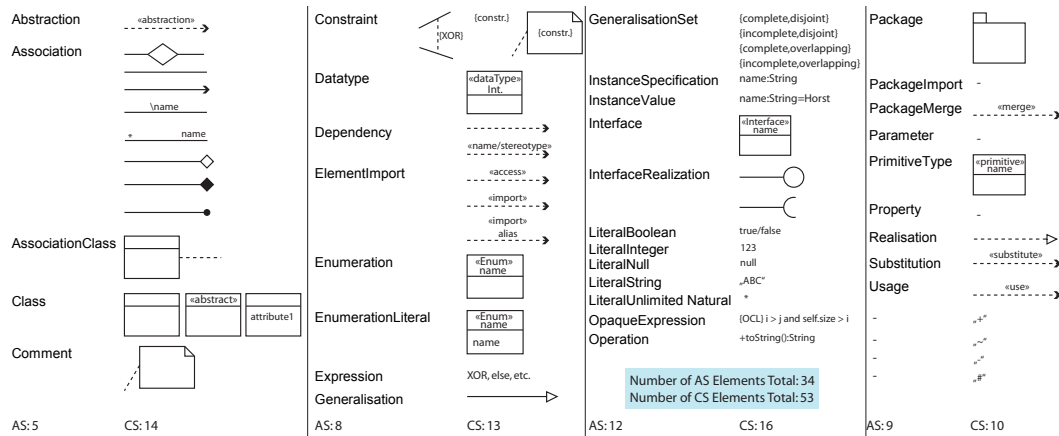 Abstraction «abstraction»
Association
\name
* name
AssociationClass
Class «abstract»
attribute1
Comment
AS: 5 CS: 14
Constraint {XOR} {constr.} {constr.}
Datatype «dataType»
Int.
Dependency
«name/stereotype»
ElementImport «access»
«import»
«import»
alias
Enumeration «Enum»
name
EnumerationLiteral «Enum»
name
name
Expression XOR, else, etc.
Generalisation
AS: 8 CS: 13
GeneralisationSet {complete,disjoint}
{incomplete,disjoint}
{complete,overlapping}
{incomplete,overlapping}
InstanceSpecification name:String
InstanceValue name:String=Horst
Interface «Interface»
name
InterfaceRealization
LiteralBoolean true/false
LiteralInteger 123
LiteralNull null
LiteralString „ABC“
LiteralUnlimited Natural *
OpaqueExpression {OCL} i > j and self.size > i
Operation +toString():String
Number of AS Elements Total: 34
Number of CS Elements Total: 53
AS: 12 CS: 16
Package
PackageImport -
PackageMerge «merge»
Parameter -
PrimitiveType «primitive»
name
Property -
Realisation
Substitution «substitute»
Usage «use»
- „+“
- „~“
- „-“
- „#“
AS: 9 CS: 10